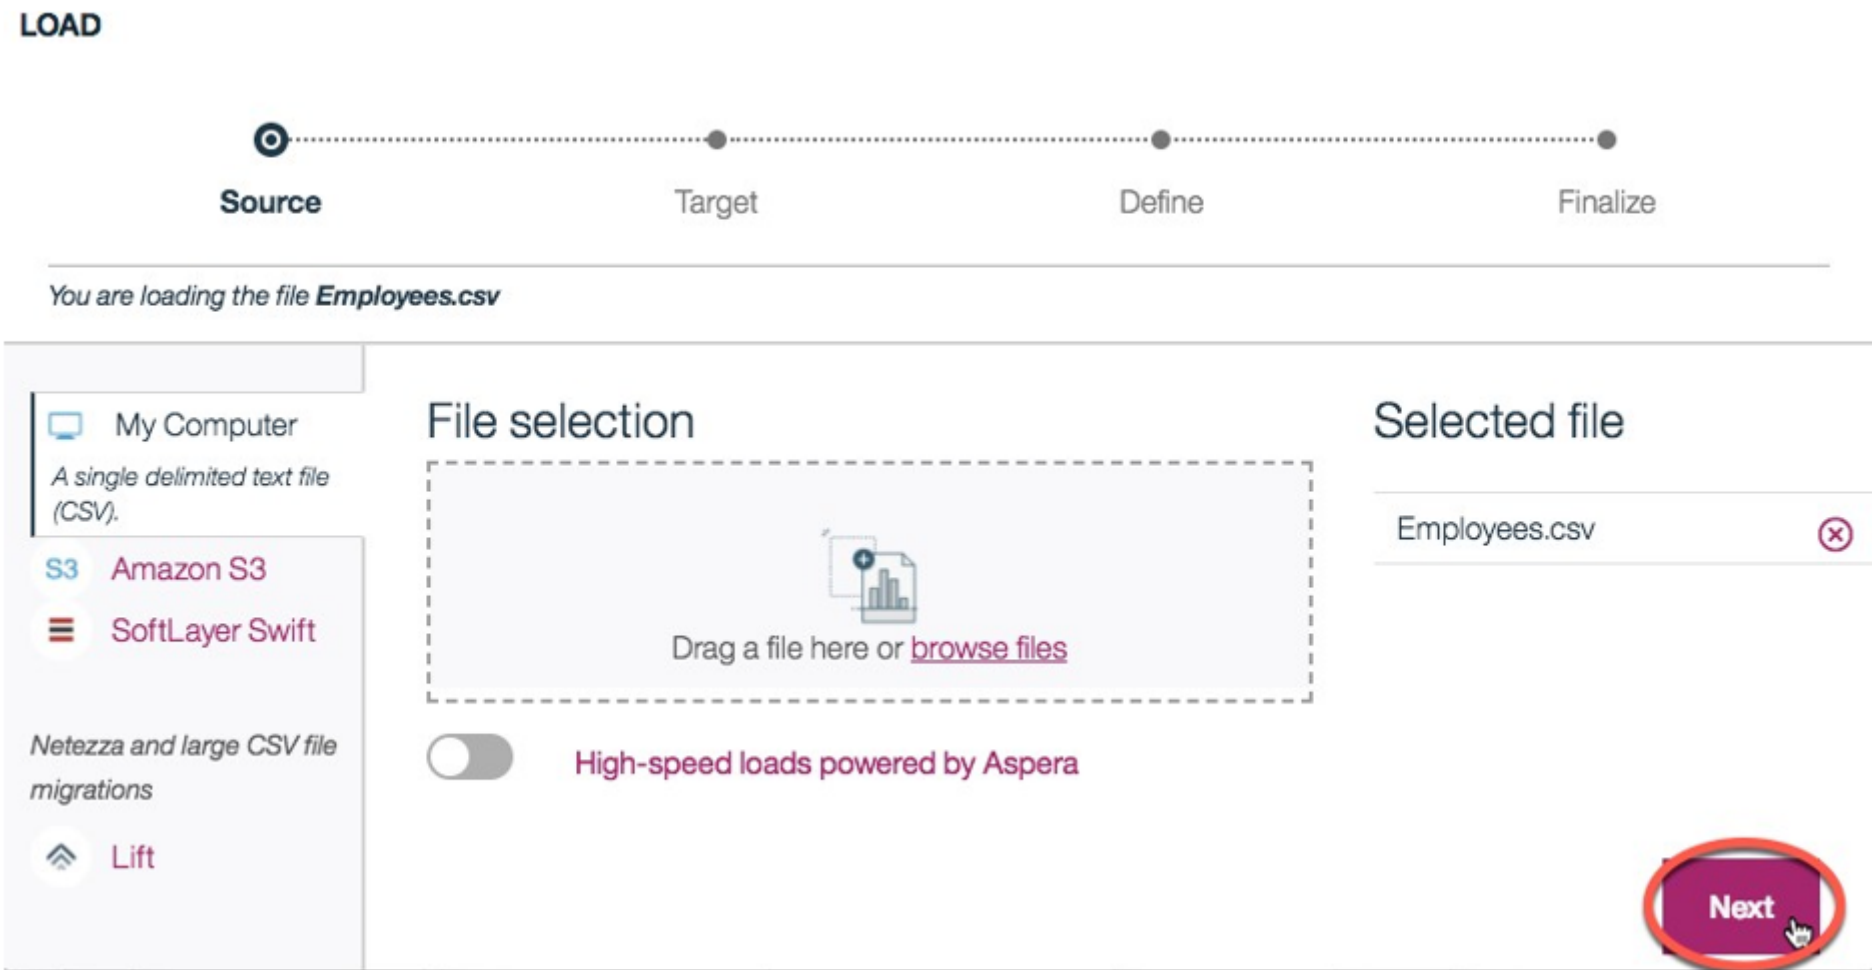 LOAD
Source
Target
Define
Finalize
You are loading the file Employees.csv
My Computer
A single delimited text file
(CSV).
S3 Amazon S3
SoftLayer Swift
Netezza and large CSV file
migrations
Lift
File selection
Drag a file here or browse files
High-speed loads powered by Aspera
Selected file
Employees.csv
Next